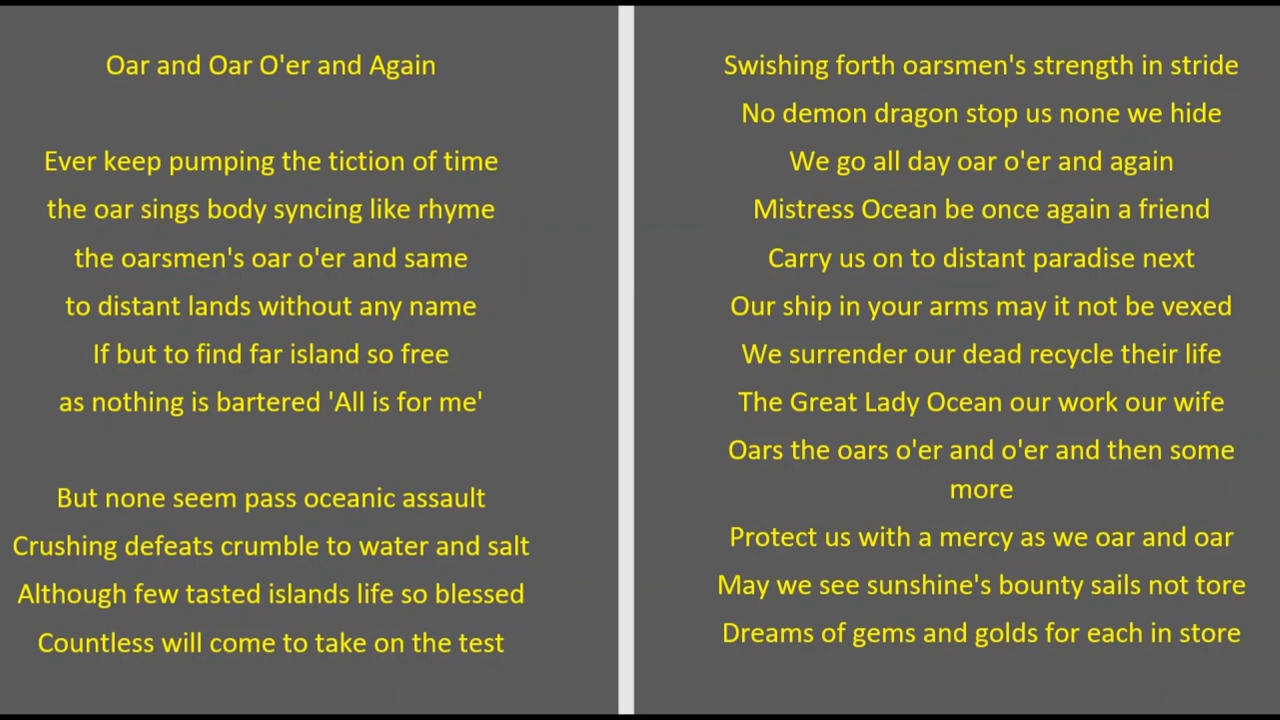 Oar and Oar O'er and Again
Ever keep pumping the tiction of time
the oar sings body syncing like rhyme
the oarsmen's oar o'er and same
to distant lands without any name
If but to find far island so free
as nothing is bartered 'All is for me'
But none seem pass oceanic assault
Crushing defeats crumble to water and salt
Although few tasted islands life so blessed
Countless will come to take on the test
Swishing forth oarsmen's strength in stride
No demon dragon stop us none we hide
We go all day oar o'er and again
Mistress Ocean be once again a friend
Carry us on to distant paradise next
Our ship in your arms may it not be vexed
We surrender our dead recycle their life
The Great Lady Ocean our work our wife
Oars the oars o'er and o'er and then some
more
Protect us with a mercy as we oar and oar
May we see sunshine's bounty sails not tore
Dreams of gems and golds for each in store